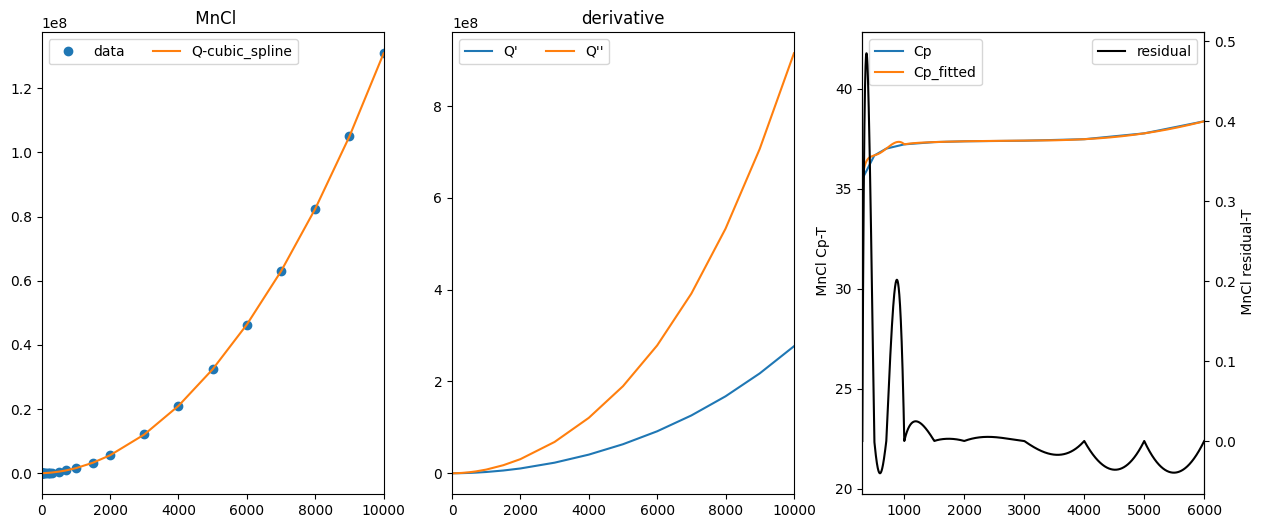 MnCl
1e8
data
Q-cubic_spline
1.2
1.0
0.8
0.6
0.4
0.2
0.0
0 2000 4000 6000 8000 10000
derivative
1e8
Q'
Q''
8
6
4
2
0
0 2000 4000 6000 8000 10000
Cp
Cp_fitted
residual
MnCl Cp-T
40
35
30
25
20
1000 2000 3000 4000 5000 6000
0.5
0.4
0.3
0.2
0.1
0.0
MnCl residual-T